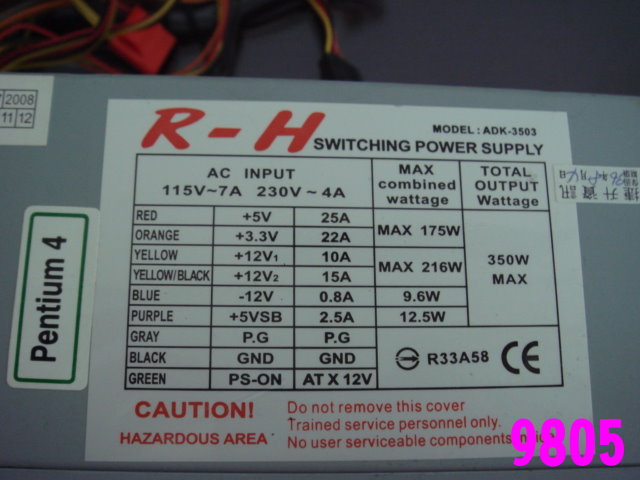 2008
11 12
R-H
MODEL : ADK-3503
SWITCHING POWER SUPPLY
AC INPUT
115V~7A 230V~4A
MAX combined wattage
TOTAL OUTPUT Wattage
RED +5V 25A MAX 175W 350W MAX
ORANGE +3.3V 22A
YELLOW +12V1 10A MAX 216W
YELLOW/BLACK +12V2 15A
BLUE -12V 0.8A 9.6W
PURPLE +5VSB 2.5A 12.5W
GRAY P.G P.G
BLACK GND GND R33A58 CE
GREEN PS-ON AT X 12V
CAUTION!
HAZARDOUS AREA
Do not remove this cover
Trained service personnel only.
No user serviceable components
Pentium 4
捷升資訊
9805